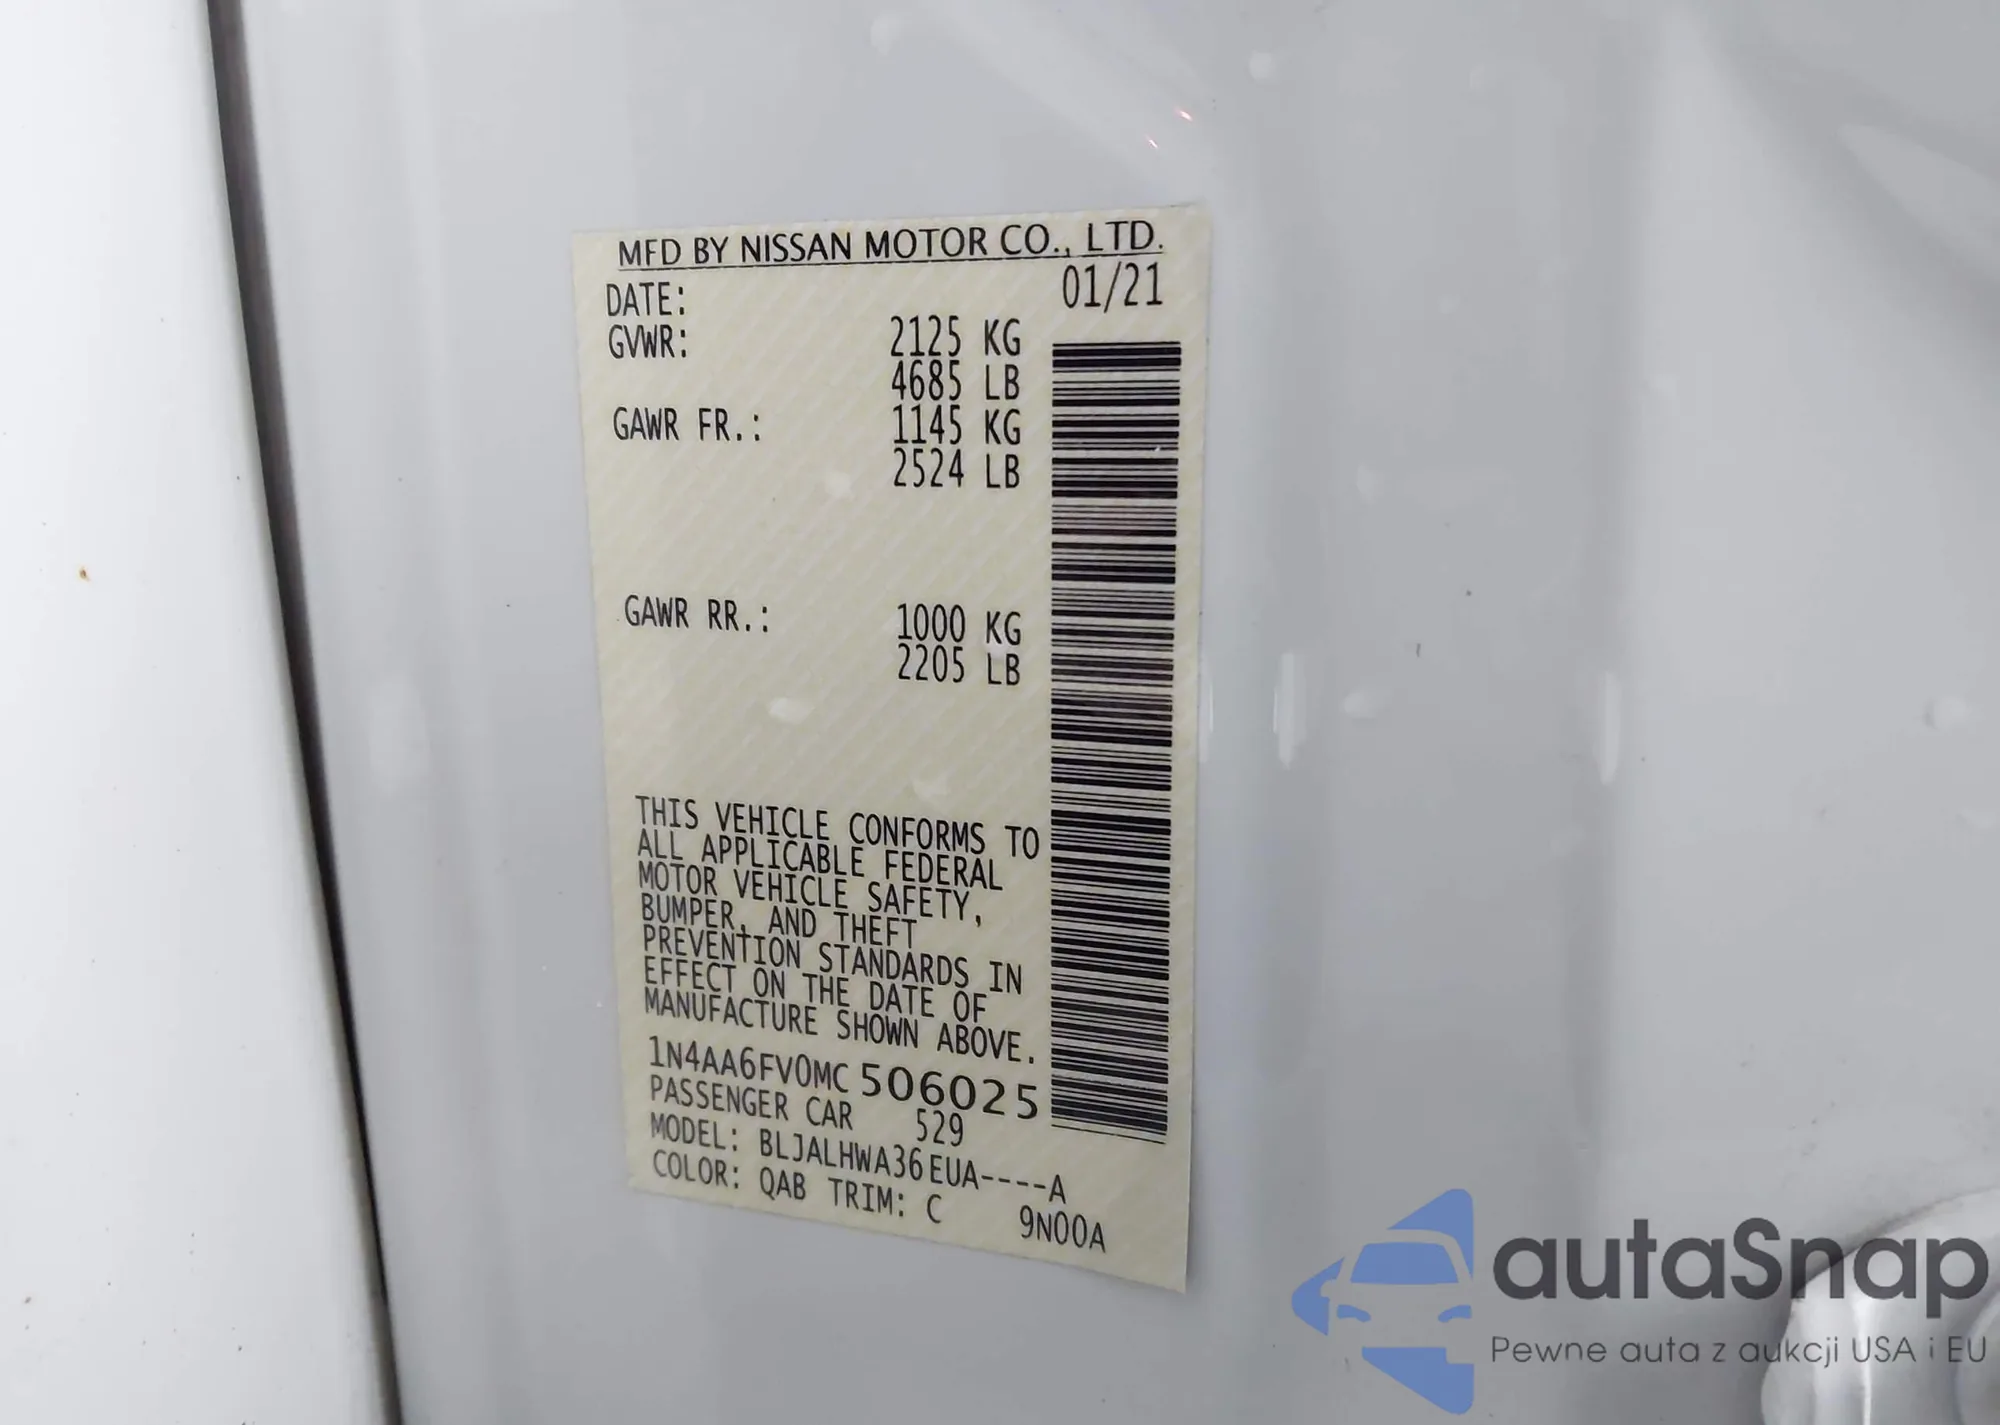 MFD BY NISSAN MOTOR CO., LTD.
DATE: 01/21
GVWR: 2125 KG
4685 LB
GAWR FR.: 1145 KG
2524 LB
GAWR RR.: 1000 KG
2205 LB
THIS VEHICLE CONFORMS TO
ALL APPLICABLE FEDERAL
MOTOR VEHICLE SAFETY,
BUMPER, AND THEFT
PREVENTION STANDARDS IN
EFFECT ON THE DATE OF
MANUFACTURE SHOWN ABOVE.
1N4AA6FV0MC506025
PASSENGER CAR 529
MODEL: BLJALHWA36EUA----A
COLOR: QAB TRIM: C 9N00A
autaSnap
Pewne auta z aukcji USA i EU